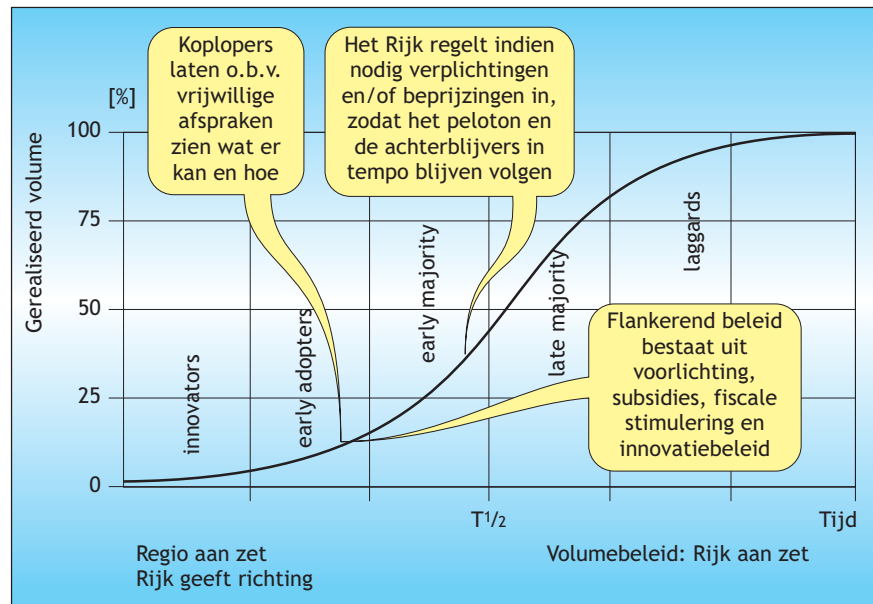 Koplopers
laten o.b.v.
vrijwillige
afspraken
zien wat er
kan en hoe
Het Rijk regelt indien
nodig verplichtingen
en/of beprijzingen in,
zodat het peloton en
de achterblijvers in
tempo blijven volgen
[%]
100
75
50
25
0
Gerealiseerd volume
innovators
early adopters
early majority
late majority
laggards
Flankerend beleid
bestaat uit
voorlichting,
subsidies, fiscale
stimulering en
innovatiebeleid
T1/2
Tijd
Regio aan zet
Rijk geeft richting
Volumebeleid: Rijk aan zet